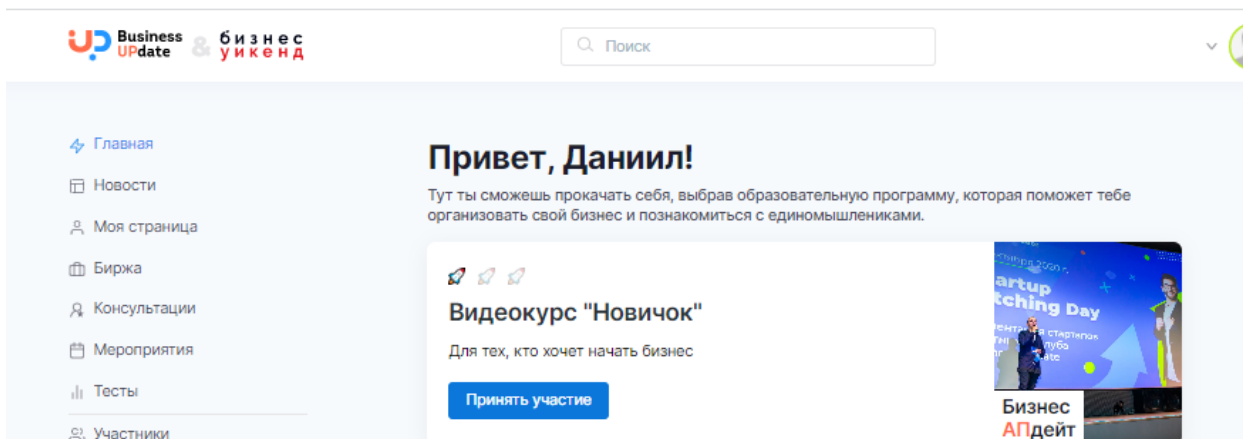 Business
UPdate
&
бизнес
уикенд
Поиск
Главная
Новости
Моя страница
Биржа
Консультации
Мероприятия
Тесты
Участники
Привет, Даниил!
Тут ты сможешь прокачать себя, выбрав образовательную программу, которая поможет тебе
организовать свой бизнес и познакомиться с единомышлениками.
Видеокурс "Новичок"
Для тех, кто хочет начать бизнес
Принять участие
artup
tching Day
стартапов
Бизнес
АПдейт